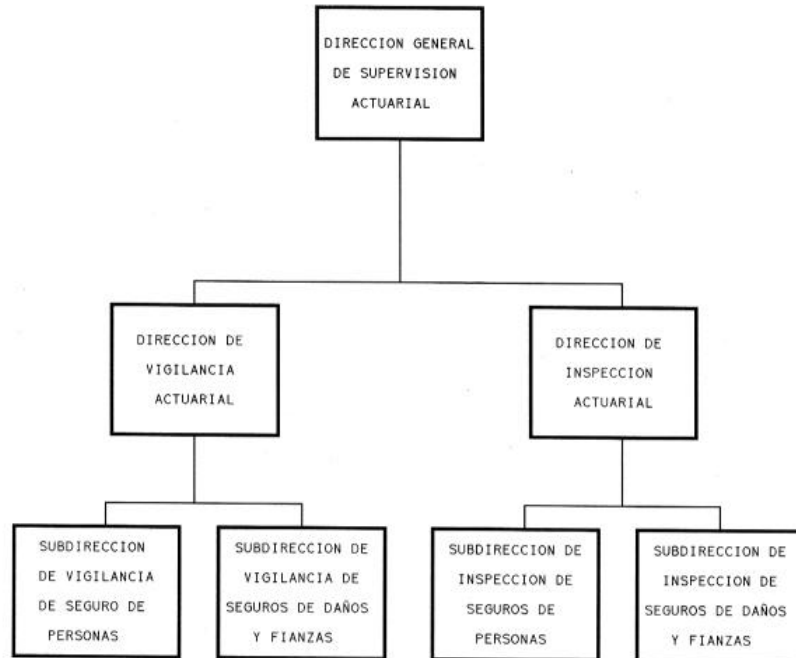 DIRECCION GENERAL
DE SUPERVISION
ACTUARIAL
DIRECCION DE
VIGILANCIA
ACTUARIAL
DIRECCION DE
INSPECCION
ACTUARIAL
SUBDIRECCION
DE VIGILANCIA
DE SEGURO DE
PERSONAS
SUBDIRECCION DE
VIGILANCIA DE
SEGUROS DE DAÑOS
Y FIANZAS
SUBDIRECCION DE
INSPECCION DE
SEGUROS DE
PERSONAS
SUBDIRECCION DE
INSPECCION DE
SEGUROS DE DAÑOS
Y FIANZAS